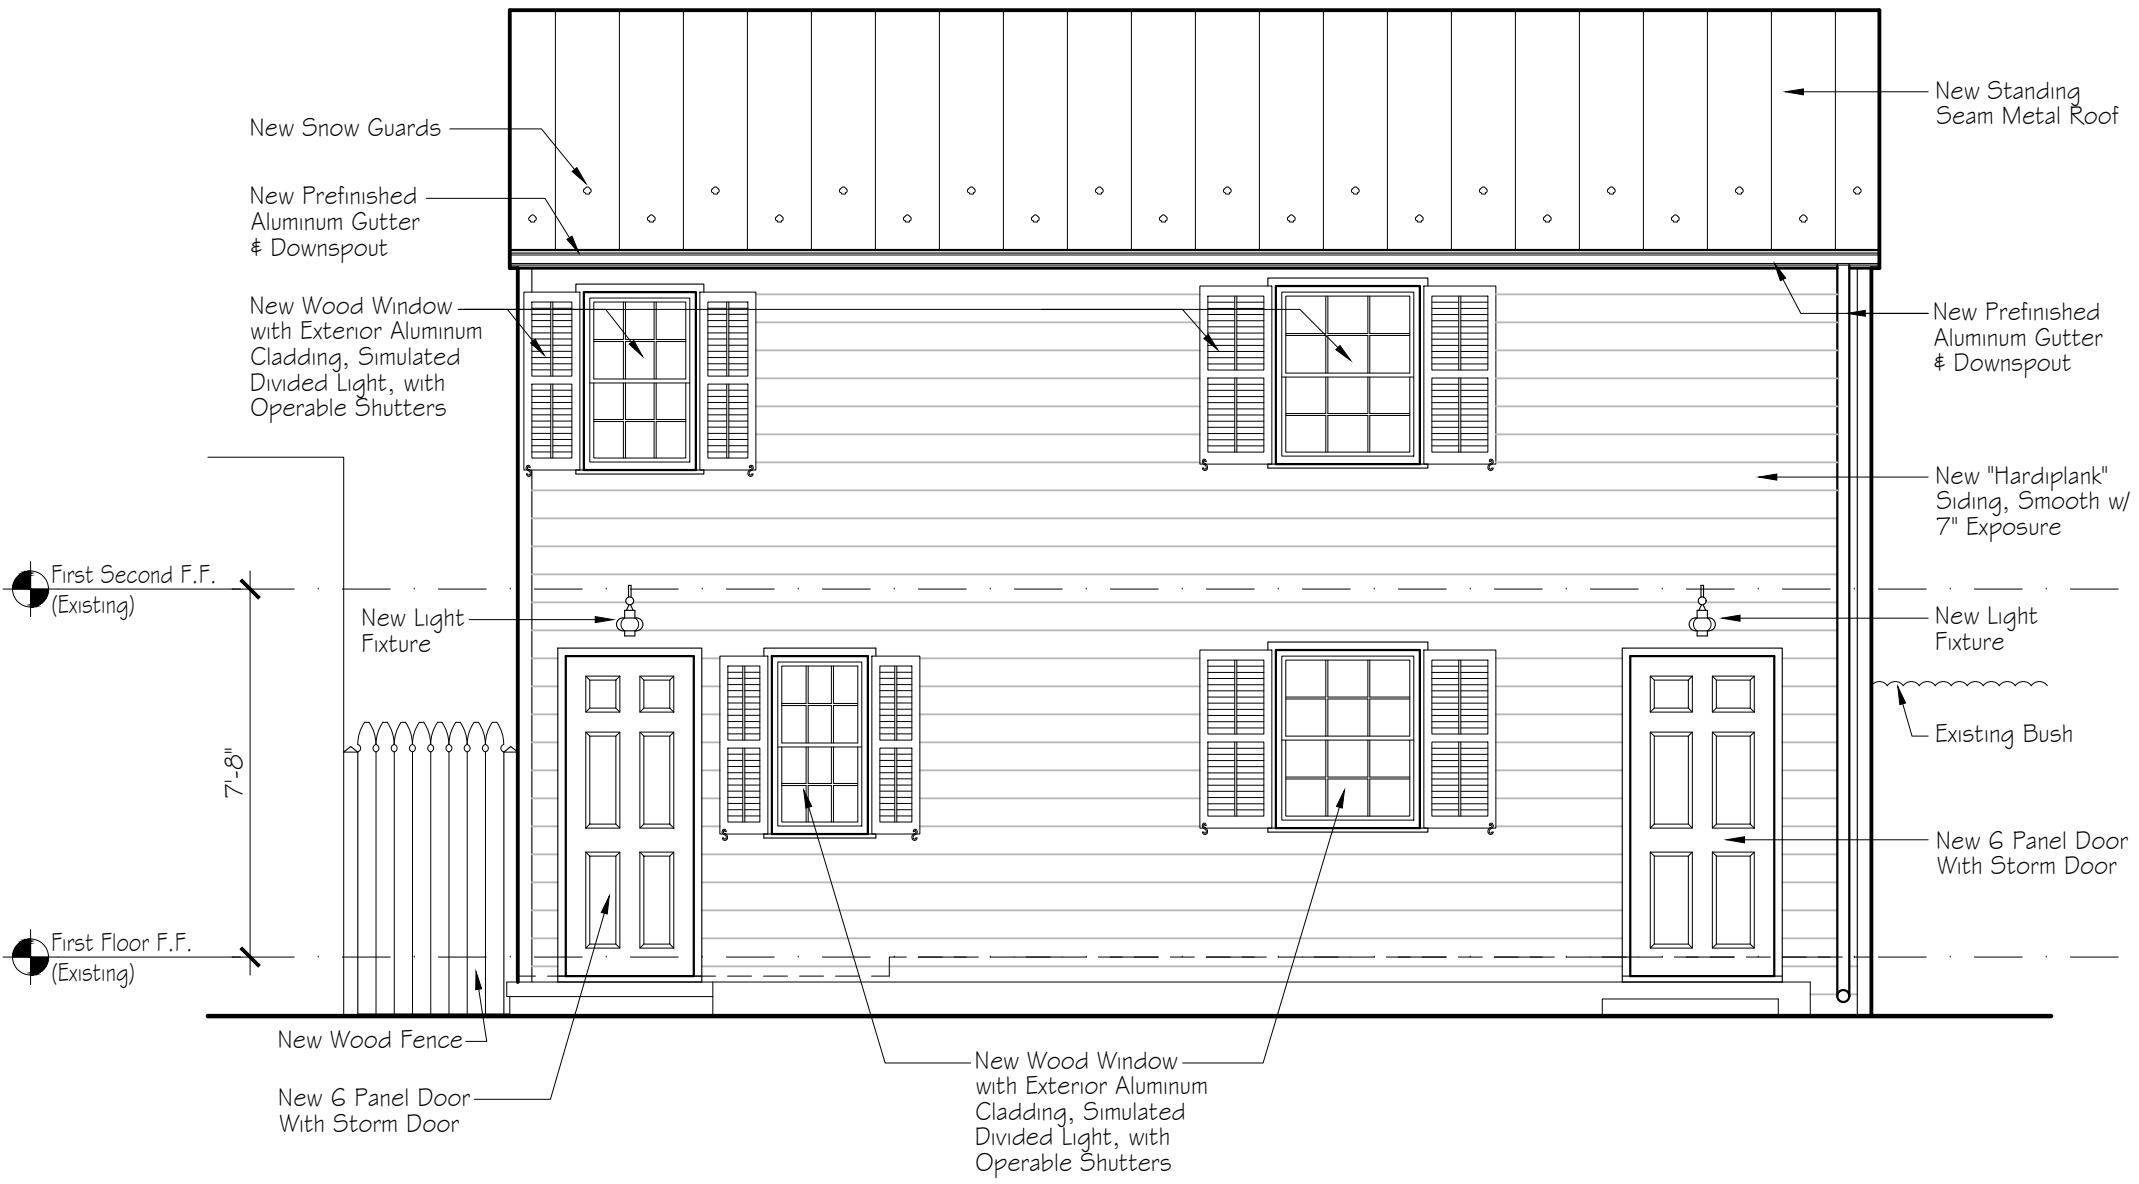 New Snow Guards
New Prefinished
Aluminum Gutter
& Downspout
New Wood Window
with Exterior Aluminum
Cladding, Simulated
Divided Light, with
Operable Shutters
First Second F.F.
(Existing)
New Light
Fixture
7'-8"
First Floor F.F.
(Existing)
New Wood Fence
New 6 Panel Door
With Storm Door
New Wood Window
with Exterior Aluminum
Cladding, Simulated
Divided Light, with
Operable Shutters
New Standing
Seam Metal Roof
New Prefinished
Aluminum Gutter
& Downspout
New "Hardiplank"
Siding, Smooth w/
7" Exposure
New Light
Fixture
Existing Bush
New 6 Panel Door
With Storm Door